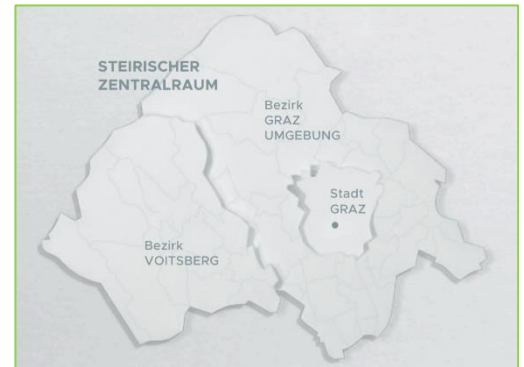 STEIRISCHER
ZENTRALRAUM
Bezirk
GRAZ
UMGEBUNG
Stadt
GRAZ
Bezirk
VOITSBERG